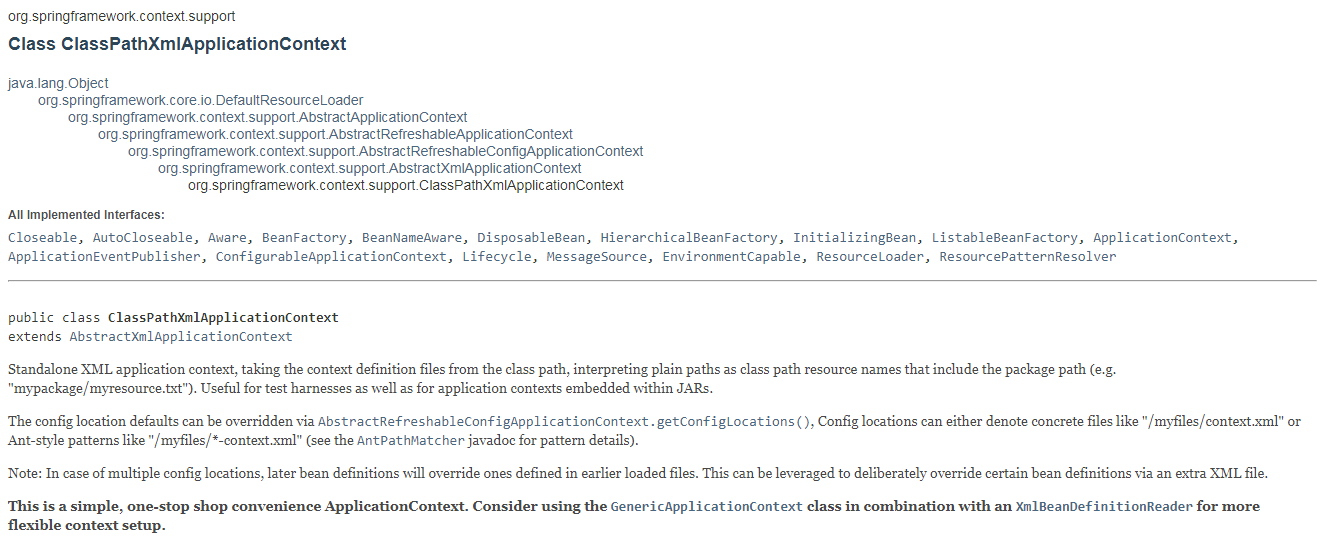 org.springframework.context.support
Class ClassPathXmlApplicationContext
java.lang.Object
org.springframework.core.io.DefaultResourceLoader
org.springframework.context.support.AbstractApplicationContext
org.springframework.context.support.AbstractRefreshableApplicationContext
org.springframework.context.support.AbstractRefreshableConfigApplicationContext
org.springframework.context.support.AbstractXmlApplicationContext
org.springframework.context.support.ClassPathXmlApplicationContext
All Implemented Interfaces:
Closeable, AutoCloseable, Aware, BeanFactory, BeanNameAware, DisposableBean, HierarchicalBeanFactory, InitializingBean, ListableBeanFactory, ApplicationContext,
ApplicationEventPublisher, ConfigurableApplicationContext, Lifecycle, MessageSource, EnvironmentCapable, ResourceLoader, ResourcePatternResolver
public class ClassPathXmlApplicationContext
extends AbstractXmlApplicationContext
Standalone XML application context, taking the context definition files from the class path, interpreting plain paths as class path resource names that include the package path (e.g.
"mypackage/myresource.txt"). Useful for test harnesses as well as for application contexts embedded within JARs.
The config location defaults can be overridden via AbstractRefreshableConfigApplicationContext.getConfigLocations(), Config locations can either denote concrete files like "/myfiles/context.xml" or
Ant-style patterns like "/myfiles/*-context.xml" (see the AntPathMatcher javadoc for pattern details).
Note: In case of multiple config locations, later bean definitions will override ones defined in earlier loaded files. This can be leveraged to deliberately override certain bean definitions via an extra XML file.
This is a simple, one-stop shop convenience ApplicationContext. Consider using the GenericApplicationContext class in combination with an XmlBeanDefinitionReader for more
flexible context setup.